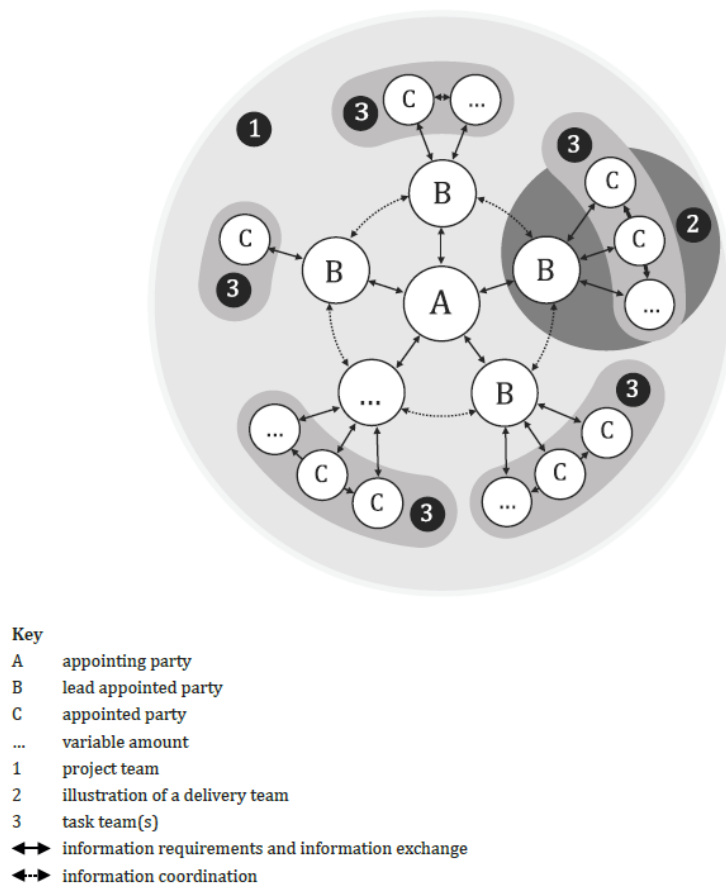 3
C
...
1
3
C
2
B
C
C
B
B
3
A
...
...
B
3
...
C
C
C
C
3
...
Key
A appointing party
B lead appointed party
C appointed party
... variable amount
1 project team
2 illustration of a delivery team
3 task team(s)
information requirements and information exchange
information coordination